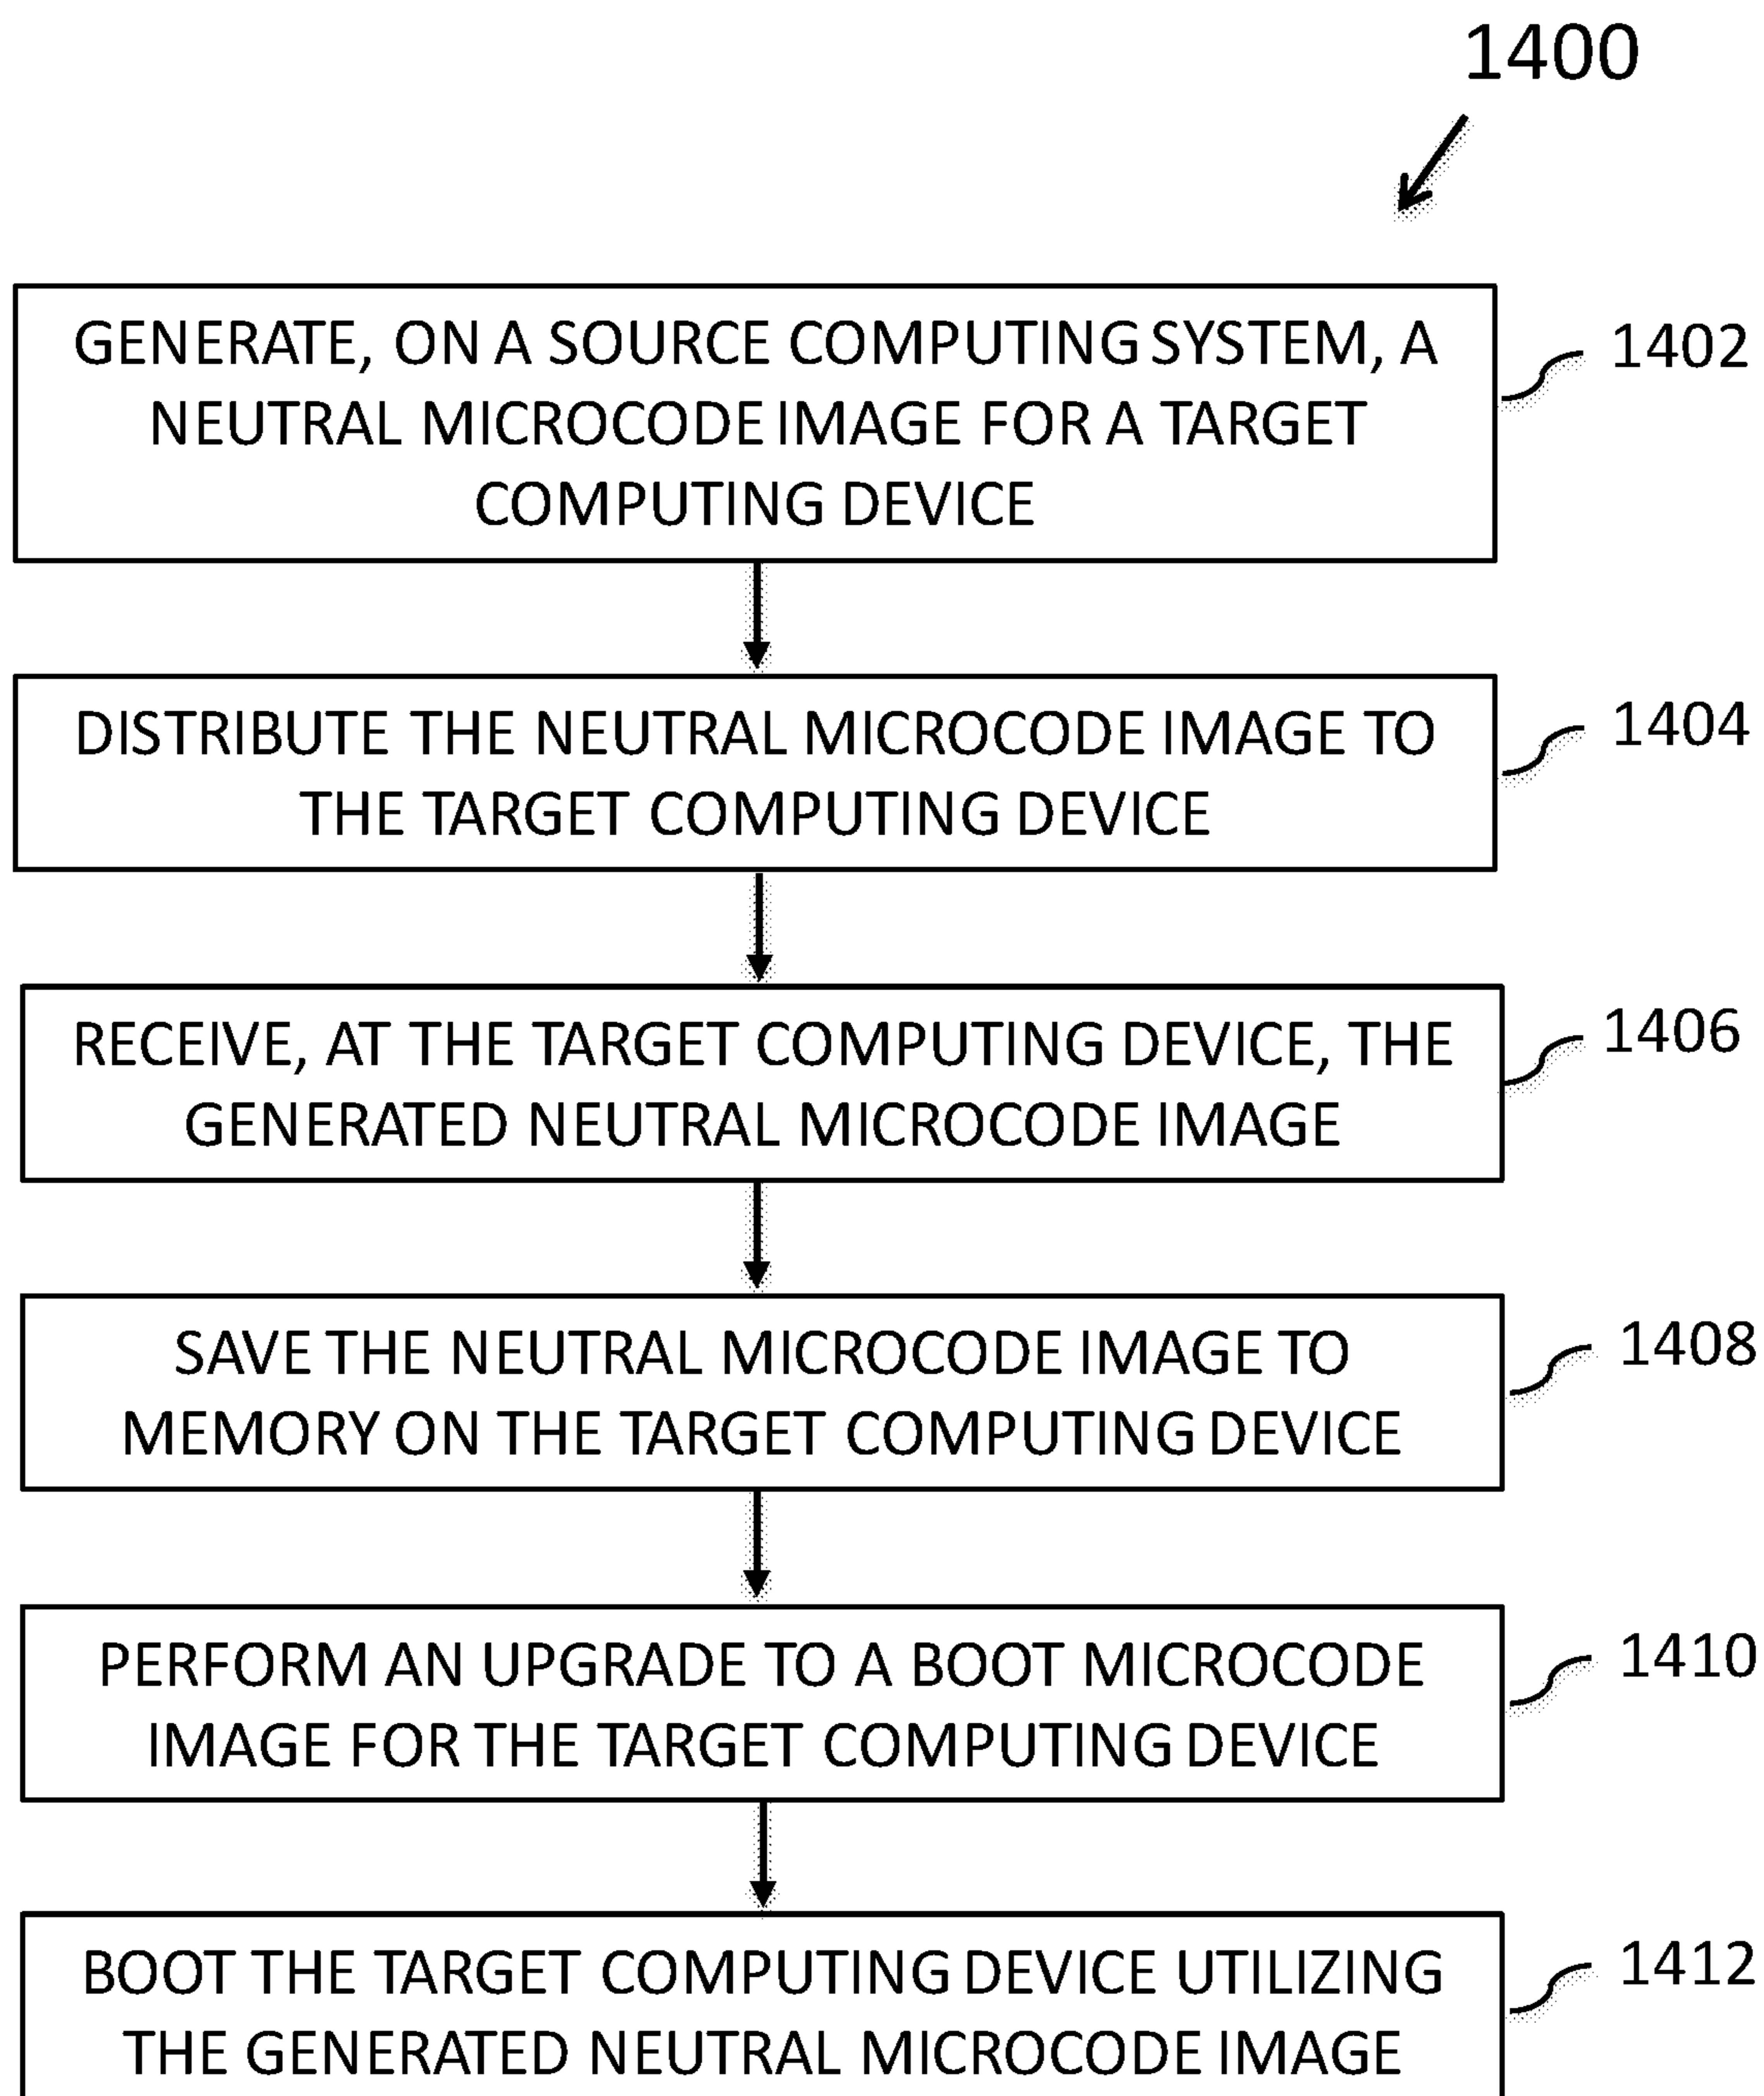 1400
GENERATE, ON A SOURCE COMPUTING SYSTEM, A
NEUTRAL MICROCODE IMAGE FOR A TARGET
COMPUTING DEVICE
1402
DISTRIBUTE THE NEUTRAL MICROCODE IMAGE TO
THE TARGET COMPUTING DEVICE
1404
RECEIVE, AT THE TARGET COMPUTING DEVICE, THE
GENERATED NEUTRAL MICROCODE IMAGE
1406
SAVE THE NEUTRAL MICROCODE IMAGE TO
MEMORY ON THE TARGET COMPUTING DEVICE
1408
PERFORM AN UPGRADE TO A BOOT MICROCODE
IMAGE FOR THE TARGET COMPUTING DEVICE
1410
BOOT THE TARGET COMPUTING DEVICE UTILIZING
THE GENERATED NEUTRAL MICROCODE IMAGE
1412